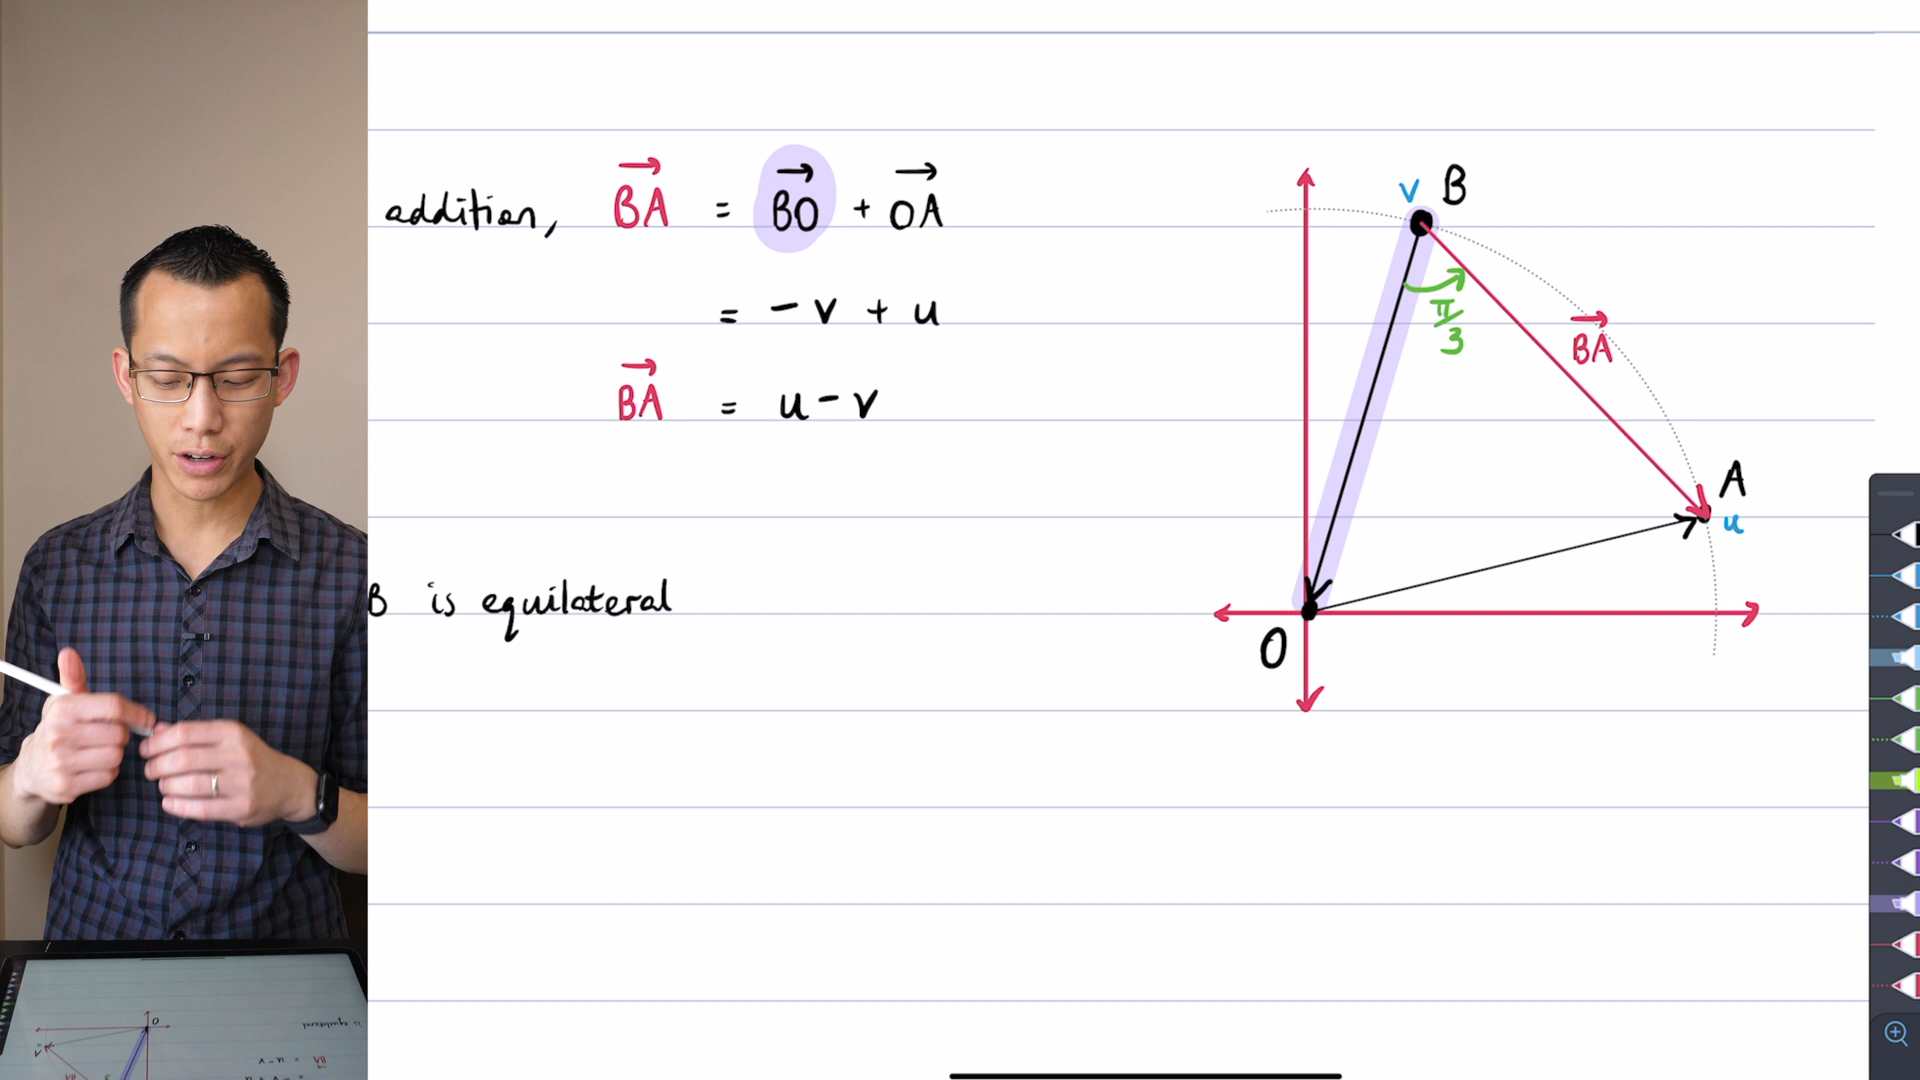 addition, BA = BO + OA
= -v + u
BA = u - v
B is equilateral
v B
π/3
BA
A
u
O